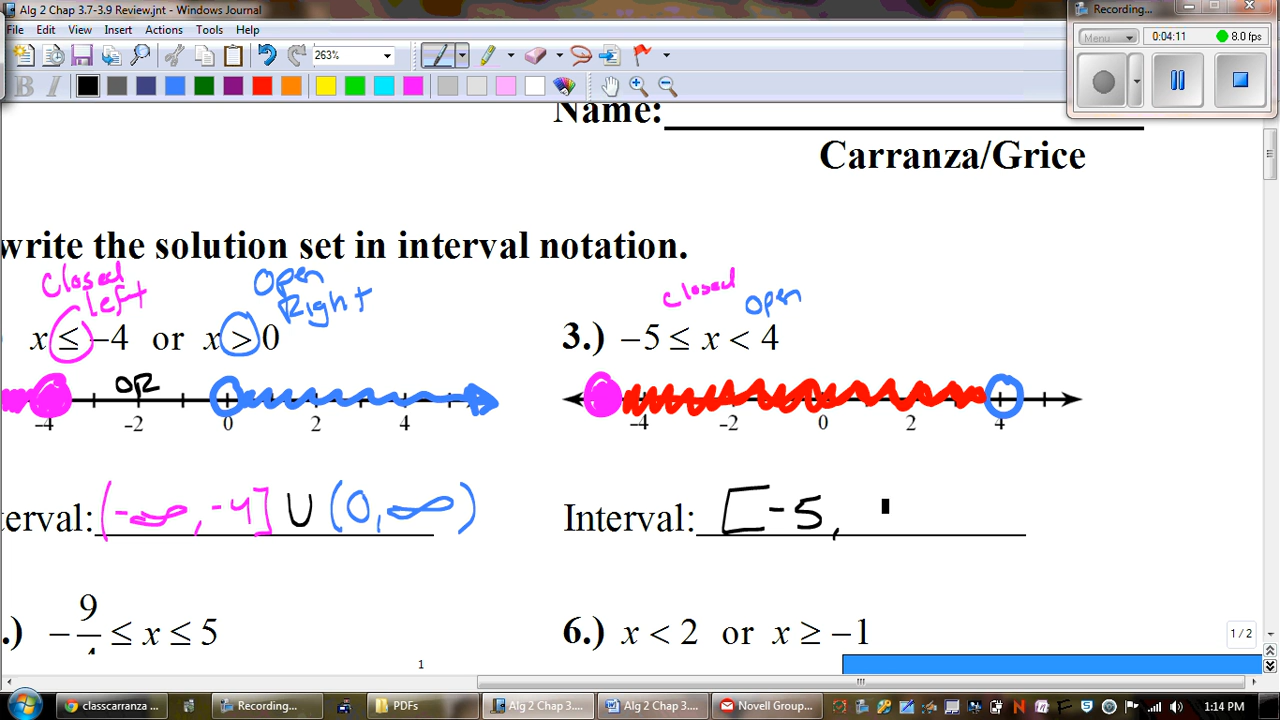 Alg 2 Chap 3.7-3.9 Review.jnt - Windows Journal
Recording...
File Edit View Insert Actions Tools Help
Menu
0:04:11
8.0 fps
263%
B I
Name:
Carranza/Grice
write the solution set in interval notation.
closed
left
open
Right
closed
open
x ≤ -4 or x > 0
3.) -5 ≤ x < 4
OR
-4 -2 0 2 4
-4 -2 0 2 4
erval: (-∞, -4] ∪ (0, ∞)
Interval: [-5,
.) -9/4 ≤ x ≤ 5
6.) x < 2 or x ≥ -1
1 / 2
1
classcarranza ...
Recording...
PDFs
Alg 2 Chap 3.7-3...
Alg 2 Chap 3....
Novell Group...
1:14 PM